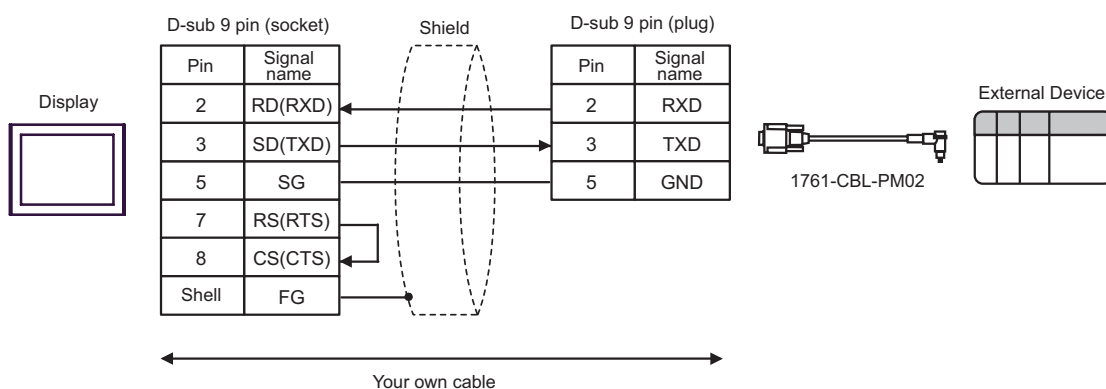 D-sub 9 pin (socket)
Shield
D-sub 9 pin (plug)
Display
Pin Signal name
2 RD(RXD)
3 SD(TXD)
5 SG
7 RS(RTS)
8 CS(CTS)
Shell FG
Pin Signal name
2 RXD
3 TXD
5 GND
1761-CBL-PM02
External Device
Your own cable